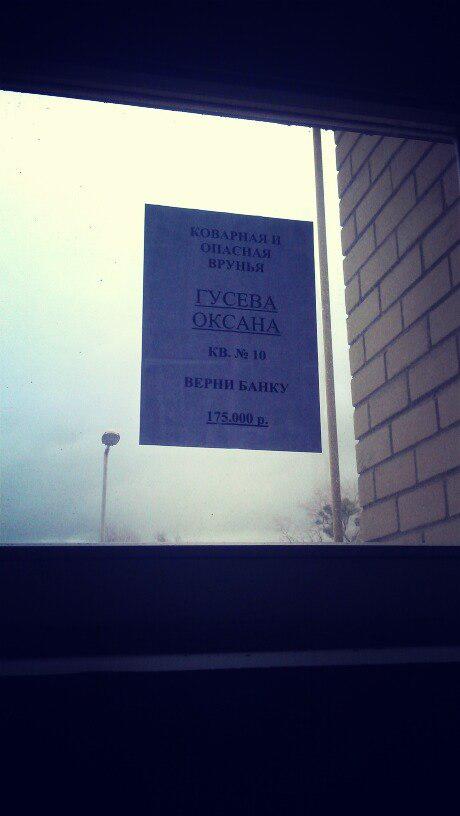 КОВАРНАЯ И
ОПАСНАЯ
ВРУНЬЯ
ГУСЕВА
ОКСАНА
КВ. № 10
ВЕРНИ БАНКУ
175.000 р.